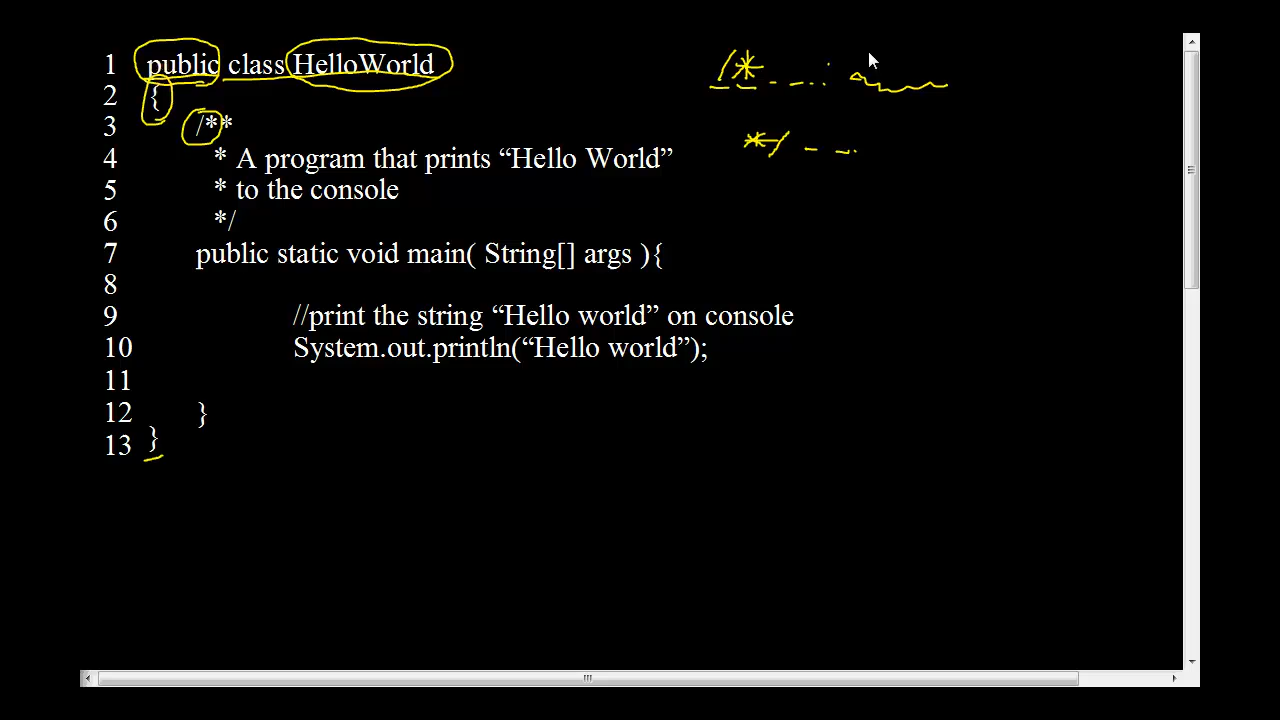 1 public class HelloWorld
2 {
3 /**
4 * A program that prints “Hello World”
5 * to the console
6 */
7 public static void main( String[] args ){
8
9 //print the string “Hello world” on console
10 System.out.println(“Hello world”);
11
12 }
13 }
/*
*/